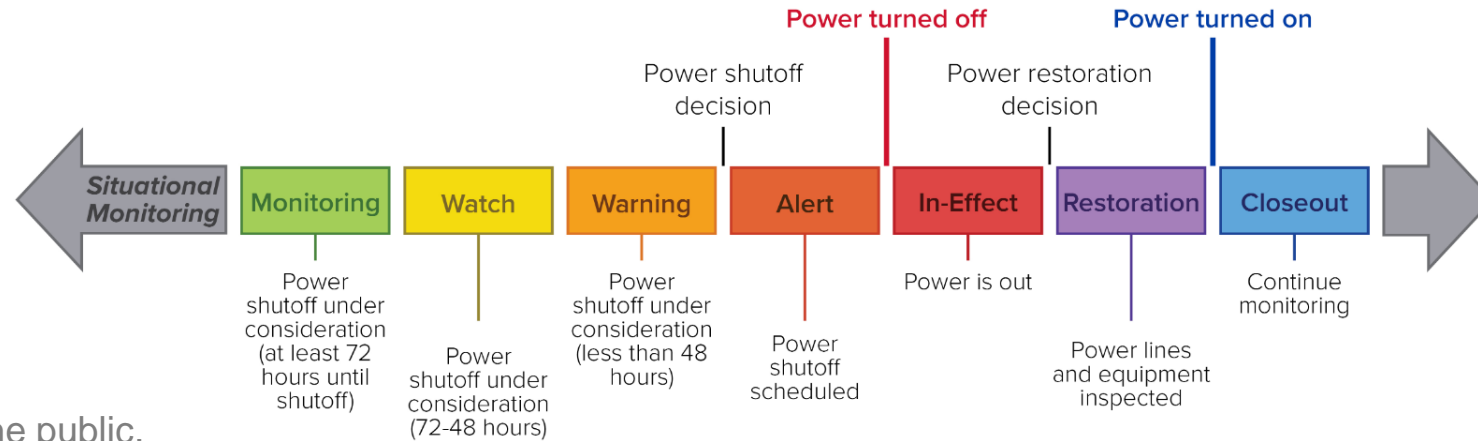 Power turned off
Power turned on
Power shutoff
decision
Power restoration
decision
Situational
Monitoring
Monitoring
Watch
Warning
Alert
In-Effect
Restoration
Closeout
Power
shutoff under
consideration
(at least 72
hours until
shutoff)
Power
shutoff under
consideration
(72-48 hours)
Power
shutoff under
consideration
(less than 48
hours)
Power
shutoff
scheduled
Power is out
Power lines
and equipment
inspected
Continue
monitoring
public.